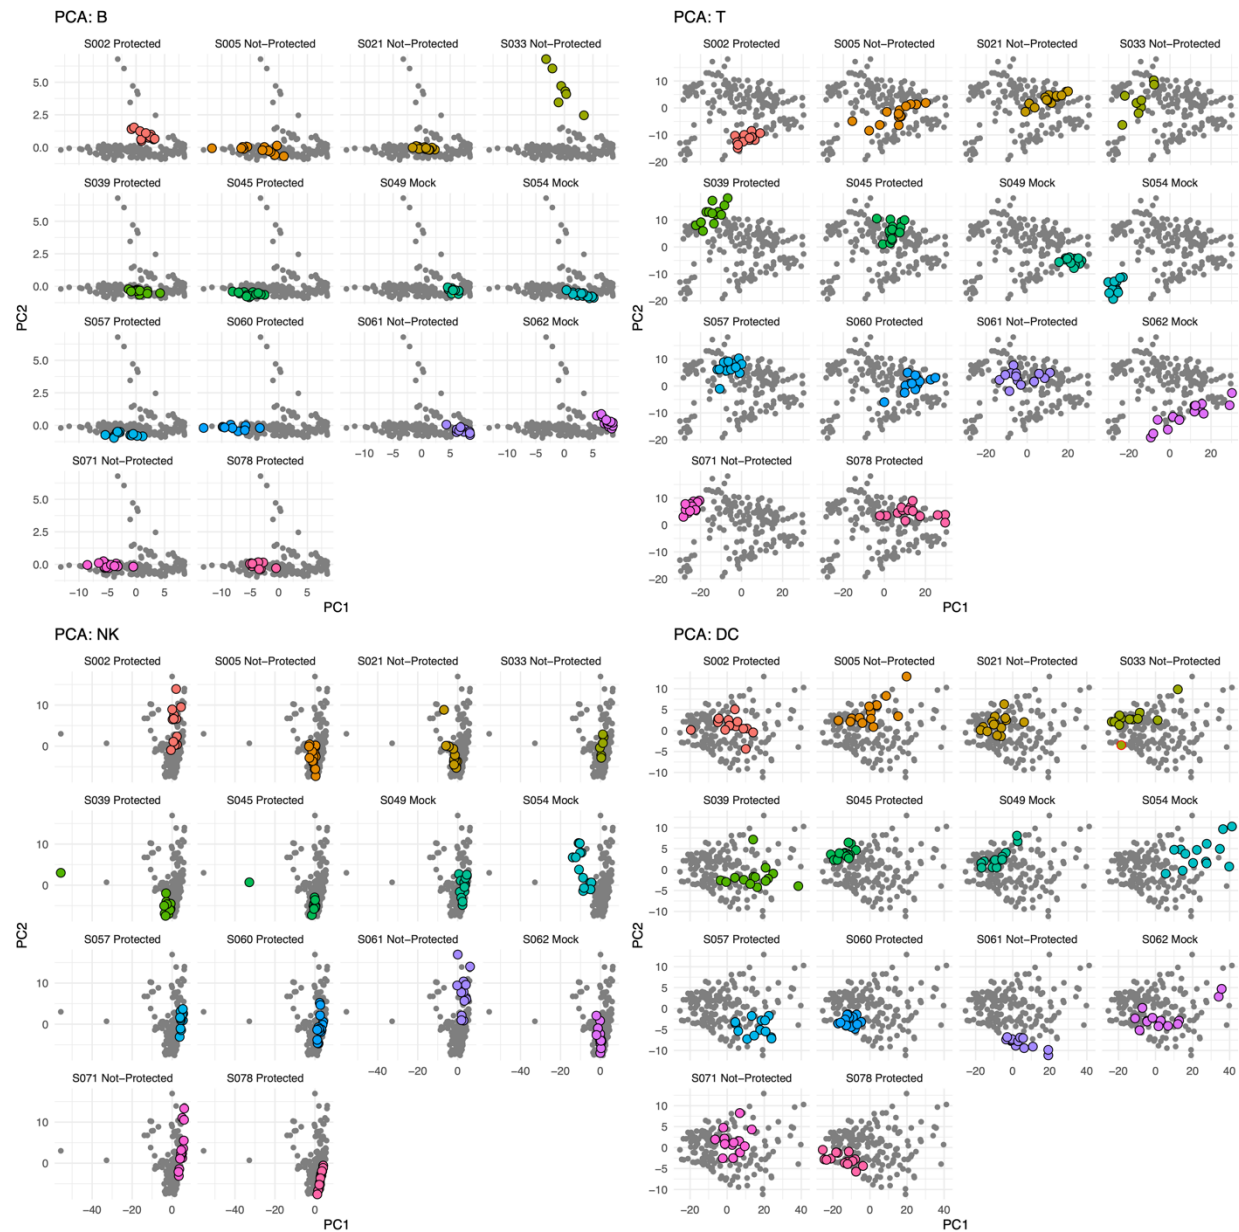 PCA: B
S002 Protected S005 Not−Protected S021 Not−Protected S033 Not−Protected
5.0
2.5
0.0
S039 Protected S045 Protected S049 Mock S054 Mock
5.0
2.5
0.0
PC2
S057 Protected S060 Protected S061 Not−Protected S062 Mock
5.0
2.5
0.0
−10 −5 0 5 −10 −5 0 5
S071 Not−Protected S078 Protected
5.0
2.5
0.0
−10 −5 0 5 −10 −5 0 5
PC1
PCA: T
S002 Protected S005 Not−Protected S021 Not−Protected S033 Not−Protected
10
0
−10
−20
S039 Protected S045 Protected S049 Mock S054 Mock
10
0
−10
−20
PC2
S057 Protected S060 Protected S061 Not−Protected S062 Mock
10
0
−10
−20
−20 0 20 −20 0 20
S071 Not−Protected S078 Protected
10
0
−10
−20
−20 0 20 −20 0 20
PC1
PCA: NK
S002 Protected S005 Not−Protected S021 Not−Protected S033 Not−Protected
10
0
S039 Protected S045 Protected S049 Mock S054 Mock
10
0
PC2
S057 Protected S060 Protected S061 Not−Protected S062 Mock
10
0
−40 −20 0 −40 −20 0
S071 Not−Protected S078 Protected
10
0
−40 −20 0 −40 −20 0
PC1
PCA: DC
S002 Protected S005 Not−Protected S021 Not−Protected S033 Not−Protected
10
5
0
−5
−10
S039 Protected S045 Protected S049 Mock S054 Mock
10
5
0
−5
−10
PC2
S057 Protected S060 Protected S061 Not−Protected S062 Mock
10
5
0
−5
−10
−20 0 20 40 −20 0 20 40
S071 Not−Protected S078 Protected
10
5
0
−5
−10
−20 0 20 40 −20 0 20 40
PC1